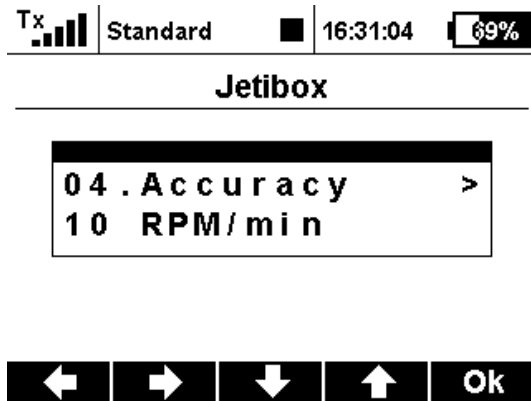 Tx Standard 16:31:04 69%
Jetibox
04.Accuracy >
10 RPM/min
Ok